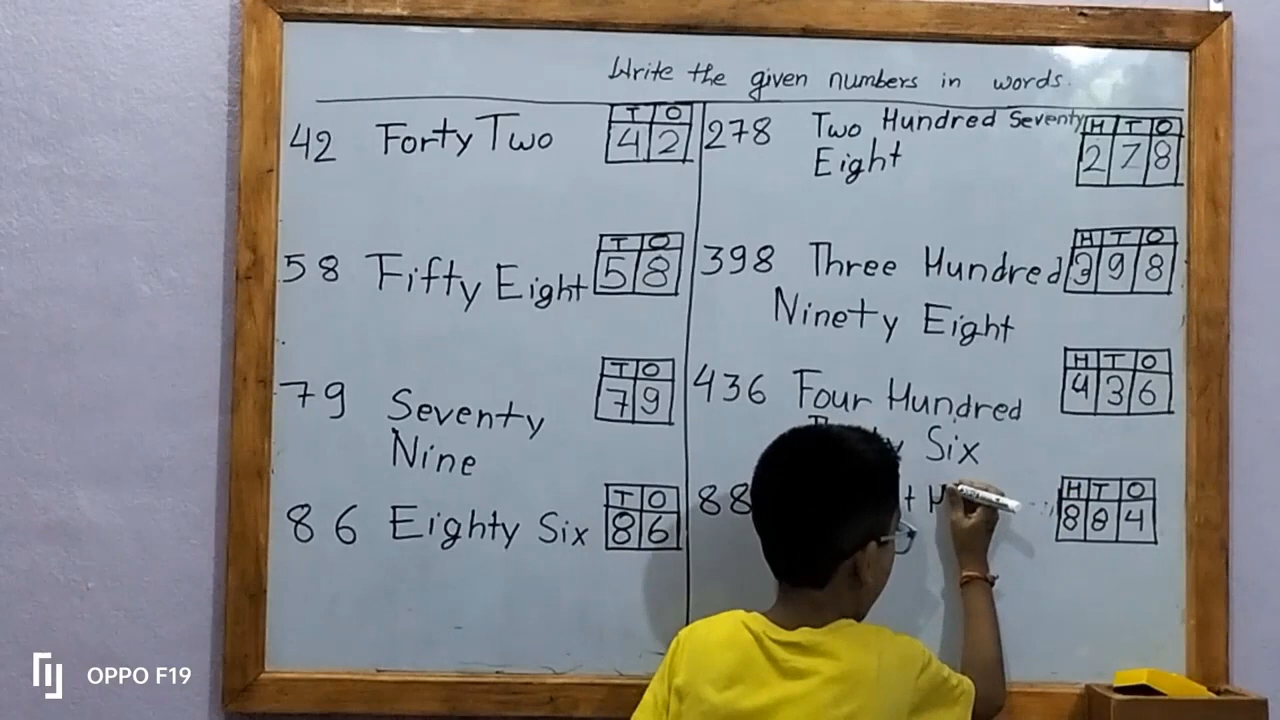 Write the given numbers in words.
42 Forty Two
T O
4 2
58 Fifty Eight
T O
5 8
79 Seventy
Nine
T O
7 9
86 Eighty Six
T O
8 6
278 Two Hundred Seventy
Eight
H T O
2 7 8
398 Three Hundred
Ninety Eight
H T O
3 9 8
436 Four Hundred
Six
H T O
4 3 6
88
H T O
8 8 4
OPPO F19